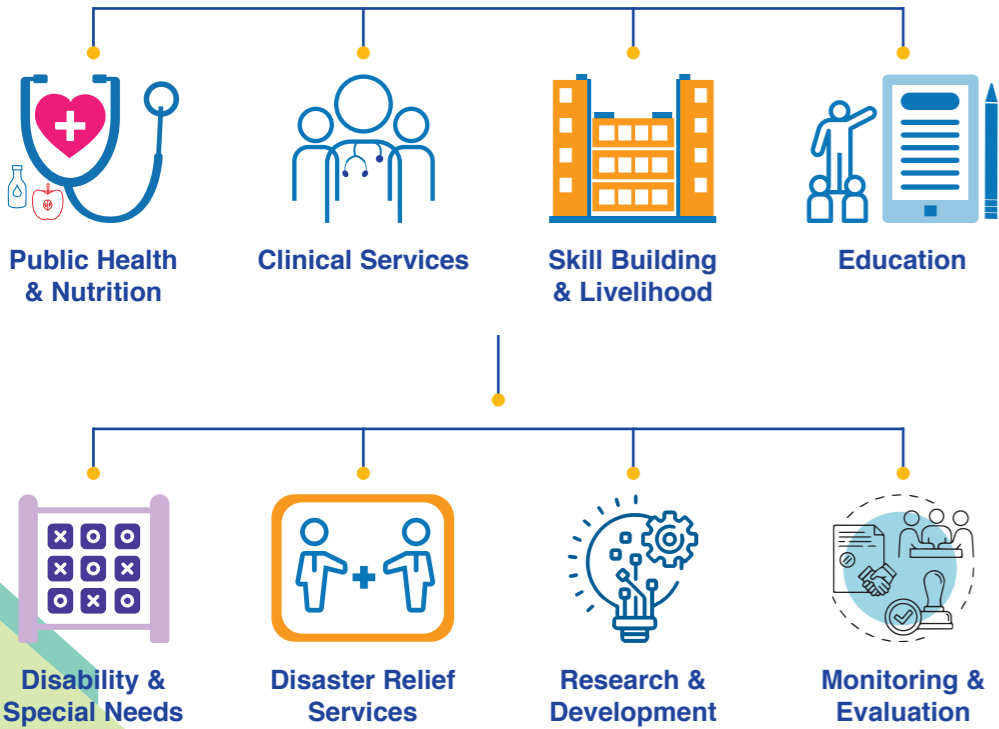 Public Health
& Nutrition
Clinical Services
Skill Building
& Livelihood
Education
Disability &
Special Needs
Disaster Relief
Services
Research &
Development
Monitoring &
Evaluation